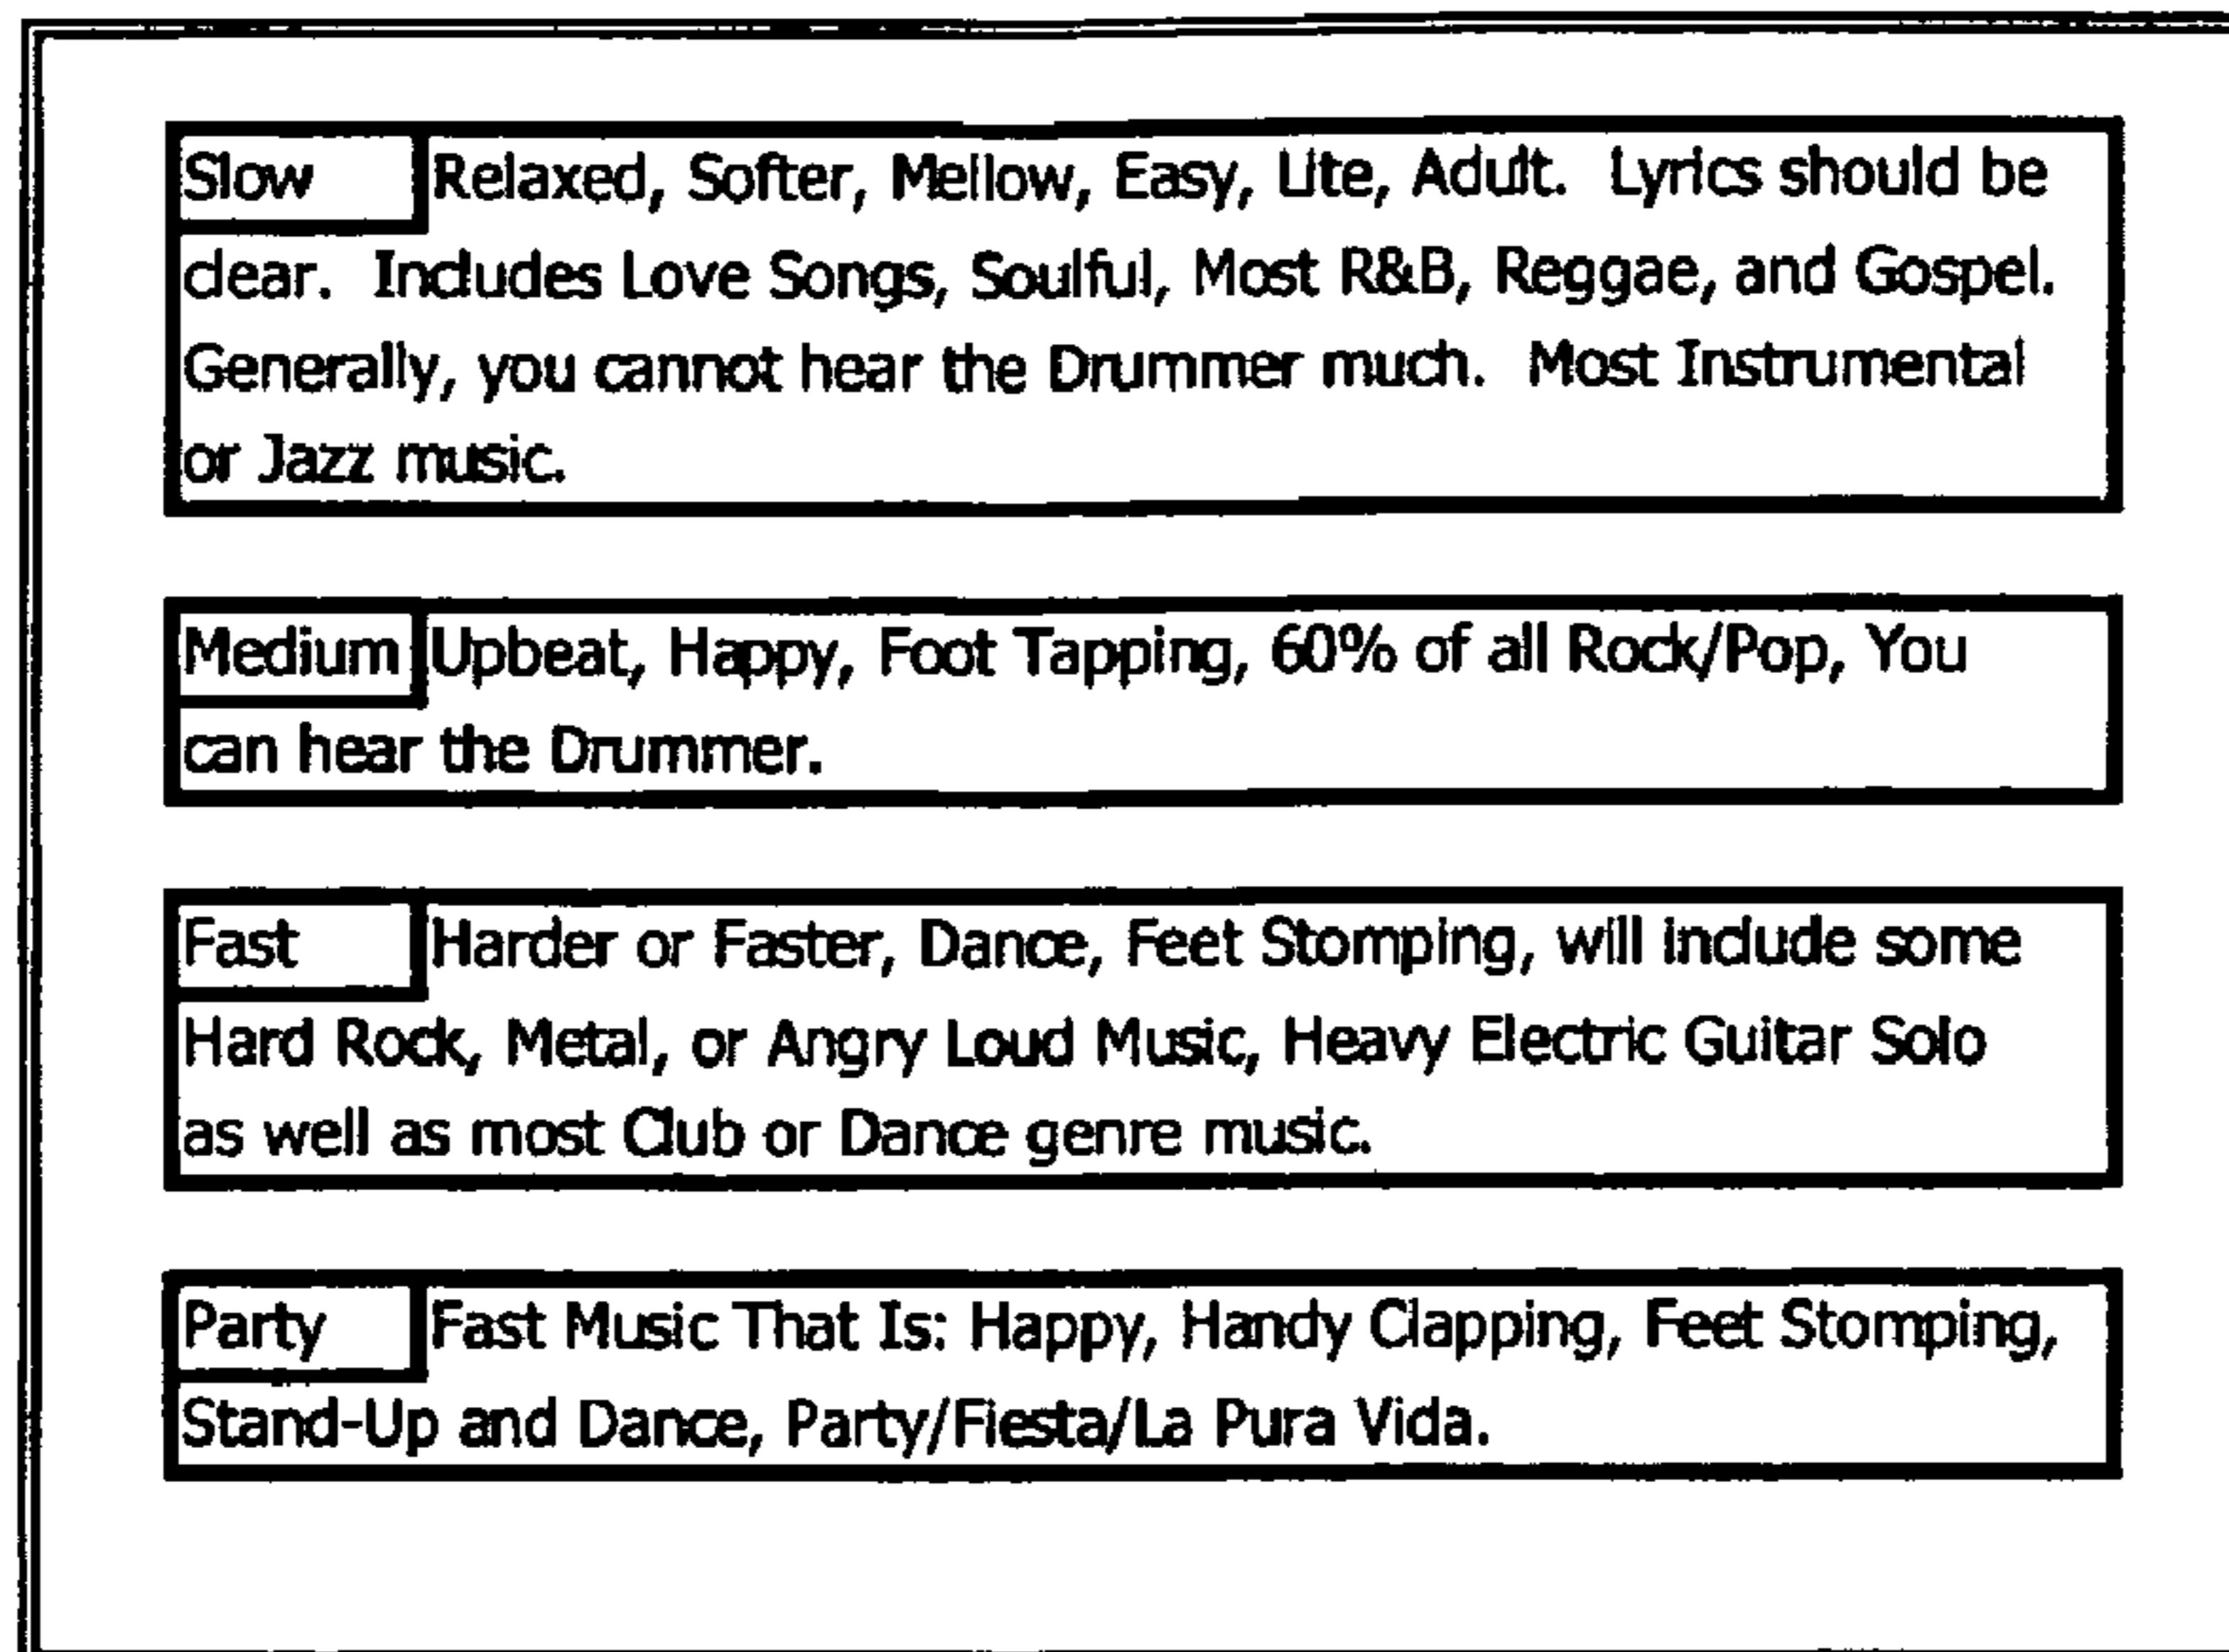 Slow Relaxed, Softer, Mellow, Easy, Lite, Adult. Lyrics should be
clear. Includes Love Songs, Soulful, Most R&B, Reggae, and Gospel.
Generally, you cannot hear the Drummer much. Most Instrumental
or Jazz music.
Medium Upbeat, Happy, Foot Tapping, 60% of all Rock/Pop, You
can hear the Drummer.
Fast Harder or Faster, Dance, Feet Stomping, will include some
Hard Rock, Metal, or Angry Loud Music, Heavy Electric Guitar Solo
as well as most Club or Dance genre music.
Party Fast Music That Is: Happy, Handy Clapping, Feet Stomping,
Stand-Up and Dance, Party/Fiesta/La Pura Vida.